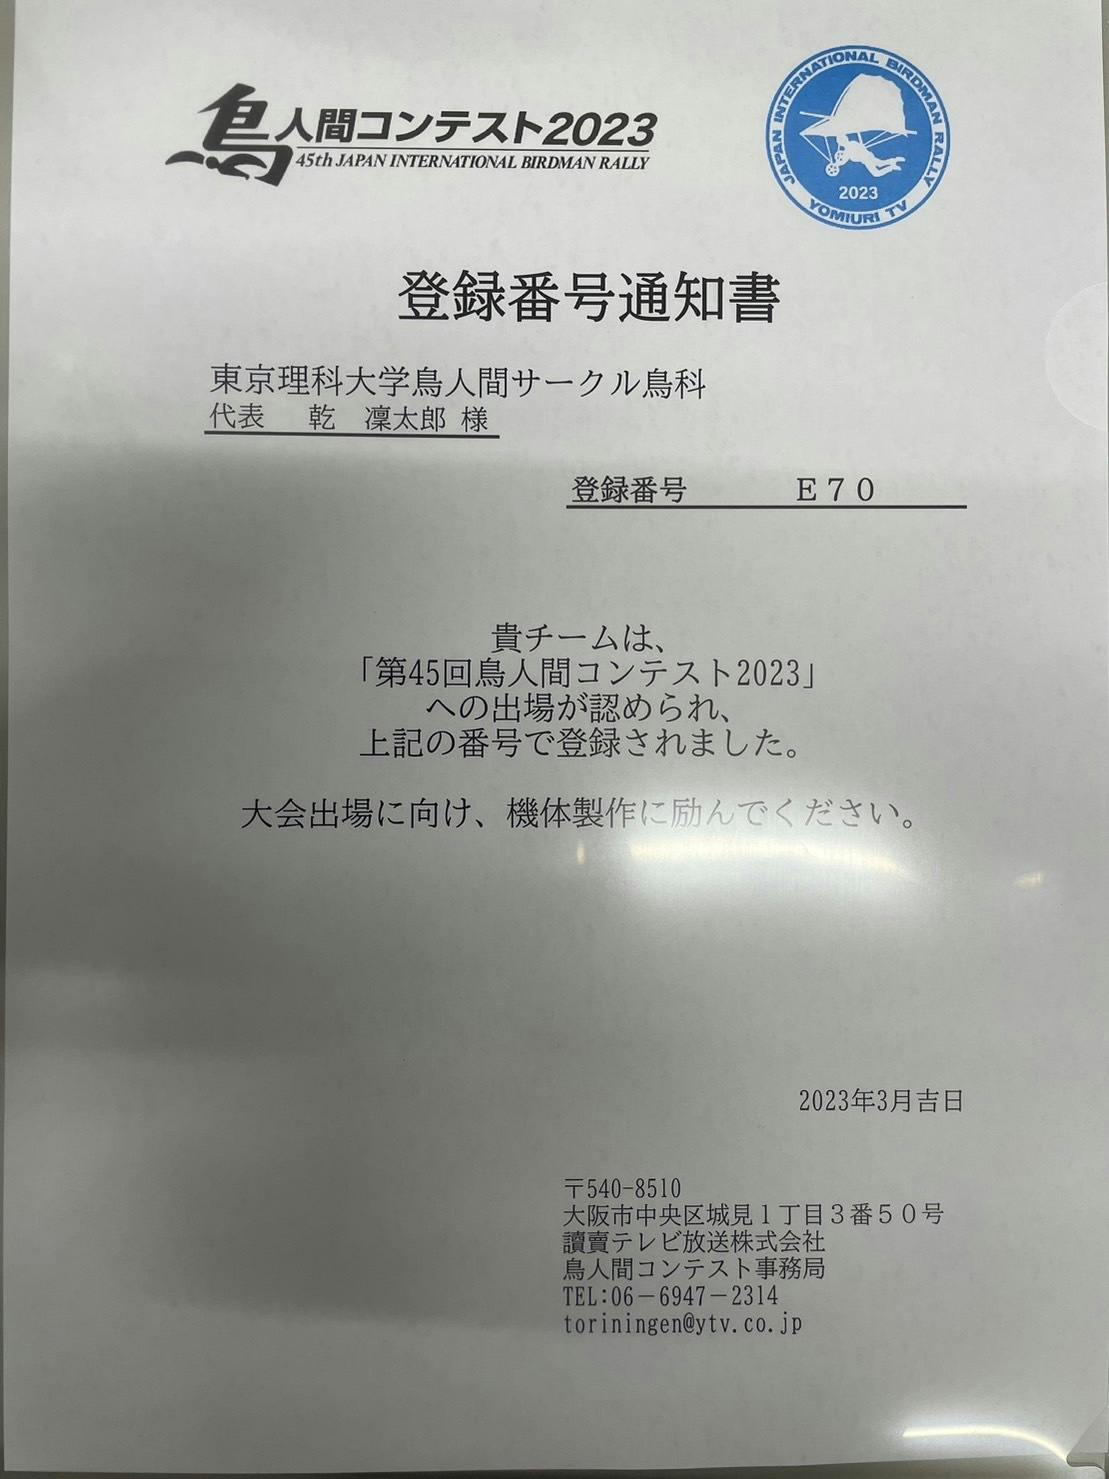 鳥人間コンテスト2023
45th JAPAN INTERNATIONAL BIRDMAN RALLY
JAPAN INTERNATIONAL BIRDMAN RALLY
2023
YOMIURI TV
登録番号通知書
東京理科大学鳥人間サークル鳥科
代表　乾　凜太郎 様
登録番号　　　Ｅ７０
貴チームは、
「第45回鳥人間コンテスト2023」
への出場が認められ、
上記の番号で登録されました。
大会出場に向け、機体製作に励んでください。
2023年3月吉日
〒540-8510
大阪市中央区城見１丁目３番５０号
讀賣テレビ放送株式会社
鳥人間コンテスト事務局
TEL:06－6947－2314
toriningen@ytv.co.jp